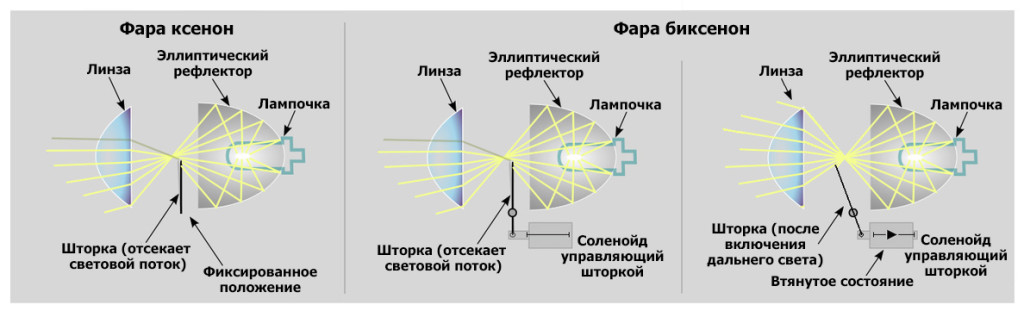 Фара ксенон
Линза
Эллиптический
рефлектор
Лампочка
Шторка (отсекает
световой поток)
Фиксированное
положение
Фара биксенон
Линза
Эллиптический
рефлектор
Лампочка
Шторка (отсекает
световой поток)
Соленойд
управляющий
шторкой
Линза
Эллиптический
рефлектор
Лампочка
Шторка (после
включения
дальнего света)
Соленойд
управляющий
шторкой
Втянутое состояние